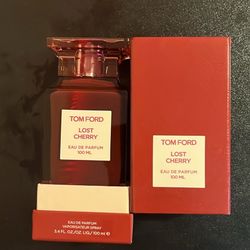 TOM FORD
LOST
CHERRY
EAU DE PARFUM
100 ML
EAU DE PARFUM
VAPORISATEUR SPRAY
3.4 FL.OZ./OZ. LIQ./100 ml ℮
TOM FORD
LOST
CHERRY
EAU DE PARFUM
100 ML